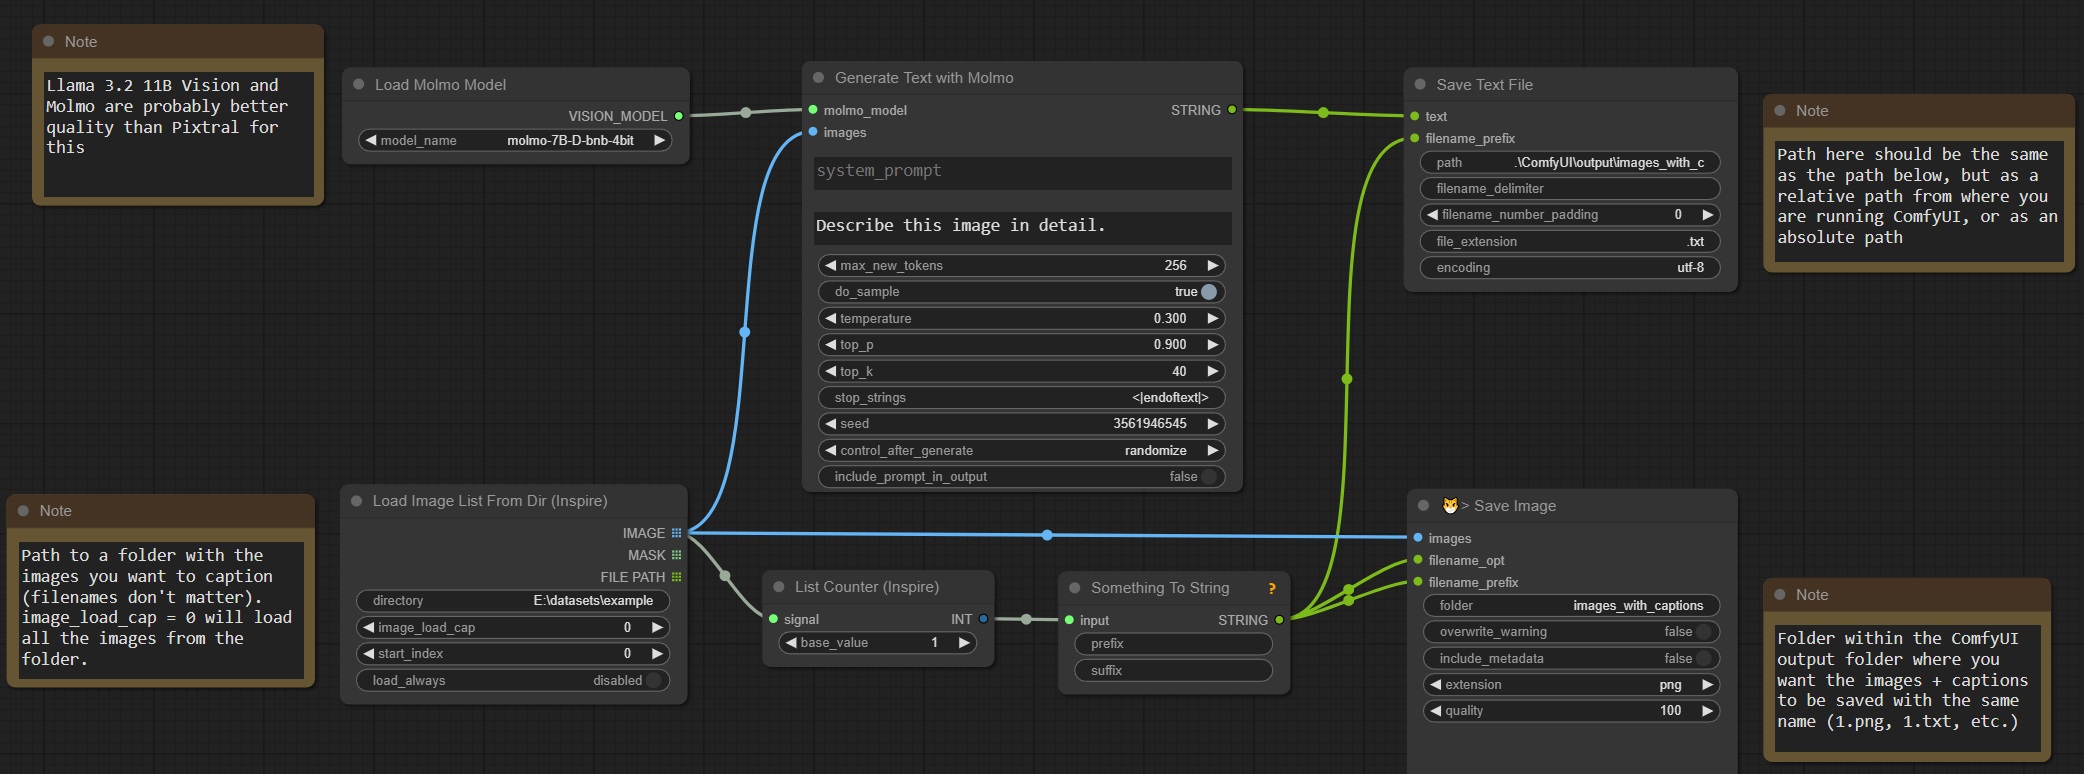 Note
Llama 3.2 11B Vision and
Molmo are probably better
quality than Pixtral for
this
Load Molmo Model
VISION_MODEL
model_name molmo-7B-D-bnb-4bit
Generate Text with Molmo
molmo_model STRING
images
system_prompt
Describe this image in detail.
max_new_tokens 256
do_sample true
temperature 0.300
top_p 0.900
top_k 40
stop_strings <|endoftext|>
seed 3561946545
control_after_generate randomize
include_prompt_in_output false
Save Text File
text
filename_prefix
path .\ComfyUI\output\images_with_c
filename_delimiter
filename_number_padding 0
file_extension .txt
encoding utf-8
Note
Path here should be the same
as the path below, but as a
relative path from where you
are running ComfyUI, or as an
absolute path
Note
Path to a folder with the
images you want to caption
(filenames don't matter).
image_load_cap = 0 will load
all the images from the
folder.
Load Image List From Dir (Inspire)
IMAGE
MASK
FILE PATH
directory E:\datasets\example
image_load_cap 0
start_index 0
load_always disabled
List Counter (Inspire)
signal INT
base_value 1
Something To String ?
input STRING
prefix
suffix
🐯> Save Image
images
filename_opt
filename_prefix
folder images_with_captions
overwrite_warning false
include_metadata false
extension png
quality 100
Note
Folder within the ComfyUI
output folder where you
want the images + captions
to be saved with the same
name (1.png, 1.txt, etc.)